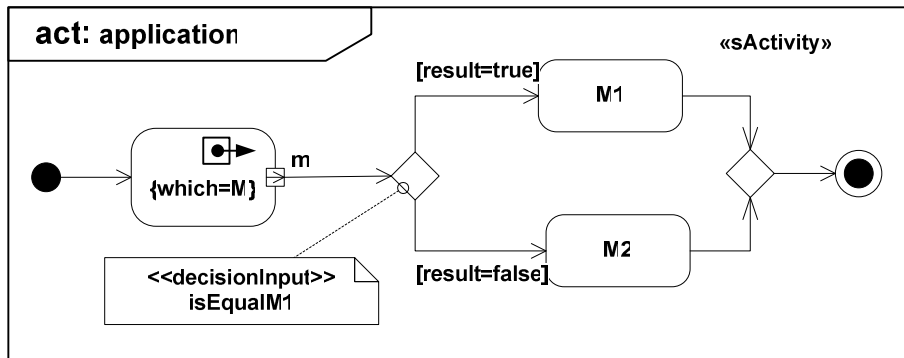 act: application
«sActivity»
[result=true]
M1
m
{which=M}
M2
[result=false]
<<decisionInput>>
isEqualM1